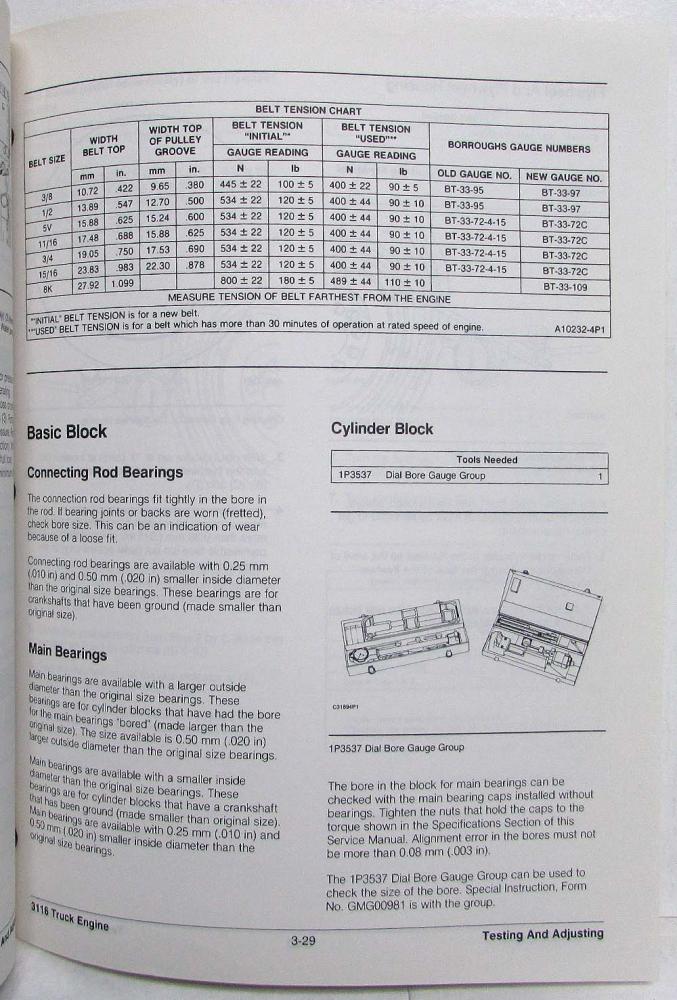 BELT TENSION CHART
BELT SIZE WIDTH BELT TOP WIDTH TOP OF PULLEY GROOVE BELT TENSION "INITIAL"* BELT TENSION "USED"** BORROUGHS GAUGE NUMBERS
GAUGE READING GAUGE READING
mm in. mm in. N lb N lb OLD GAUGE NO. NEW GAUGE NO.
3/8 10.72 .422 9.65 .380 445 ± 22 100 ± 5 400 ± 22 90 ± 5 BT-33-95 BT-33-97
1/2 13.89 .547 12.70 .500 534 ± 22 120 ± 5 400 ± 44 90 ± 10 BT-33-95 BT-33-97
5V 15.88 .625 15.24 .600 534 ± 22 120 ± 5 400 ± 44 90 ± 10 BT-33-72-4-15 BT-33-72C
11/16 17.48 .688 15.88 .625 534 ± 22 120 ± 5 400 ± 44 90 ± 10 BT-33-72-4-15 BT-33-72C
3/4 19.05 .750 17.53 .690 534 ± 22 120 ± 5 400 ± 44 90 ± 10 BT-33-72-4-15 BT-33-72C
15/16 23.83 .983 22.30 .878 534 ± 22 120 ± 5 400 ± 44 90 ± 10 BT-33-72-4-15 BT-33-72C
8K 27.92 1.099 800 ± 22 180 ± 5 489 ± 44 110 ± 10 BT-33-109
MEASURE TENSION OF BELT FARTHEST FROM THE ENGINE
*"INITIAL" BELT TENSION is for a new belt.
**"USED" BELT TENSION is for a belt which has more than 30 minutes of operation at rated speed of engine. A10232-4P1
Basic Block
Connecting Rod Bearings
The connection rod bearings fit tightly in the bore in
the rod. If bearing joints or backs are worn (fretted),
check bore size. This can be an indication of wear
because of a loose fit.
Connecting rod bearings are available with 0.25 mm
(.010 in) and 0.50 mm (.020 in) smaller inside diameter
than the original size bearings. These bearings are for
crankshafts that have been ground (made smaller than
original size).
Main Bearings
Main bearings are available with a larger outside
diameter than the original size bearings. These
bearings are for cylinder blocks that have had the bore
for the main bearings "bored" (made larger than the
original size). The size available is 0.50 mm (.020 in)
larger outside diameter than the original size bearings.
Main bearings are available with a smaller inside
diameter than the original size bearings. These
bearings are for cylinder blocks that have a crankshaft
that has been ground (made smaller than original size).
Main bearings are available with 0.25 mm (.010 in) and
0.50 mm (.020 in) smaller inside diameter than the
original size bearings.
Cylinder Block
Tools Needed
1P3537 Dial Bore Gauge Group 1
C31894P1
1P3537 Dial Bore Gauge Group
The bore in the block for main bearings can be
checked with the main bearing caps installed without
bearings. Tighten the nuts that hold the caps to the
torque shown in the Specifications Section of this
Service Manual. Alignment error in the bores must not
be more than 0.08 mm (.003 in).
The 1P3537 Dial Bore Gauge Group can be used to
check the size of the bore. Special Instruction, Form
No. GMG00981 is with the group.
3116 Truck Engine
3-29
Testing And Adjusting